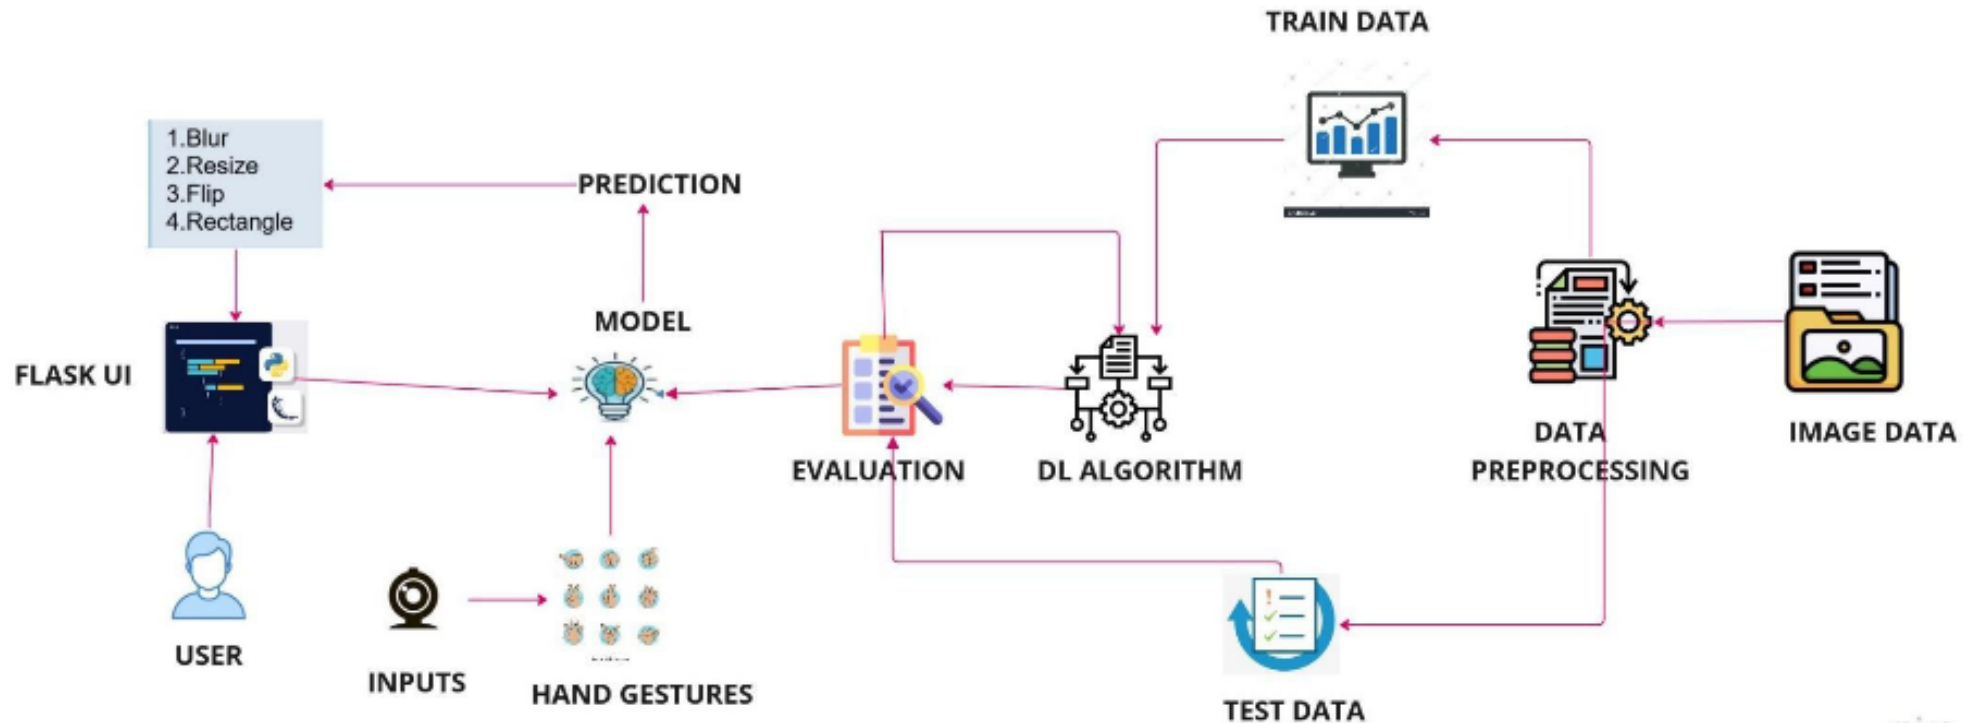 TRAIN DATA
1.Blur
2.Resize
3.Flip
4.Rectangle
PREDICTION
MODEL
FLASK UI
DATA
PREPROCESSING
IMAGE DATA
EVALUATION
DL ALGORITHM
USER
INPUTS
HAND GESTURES
TEST DATA